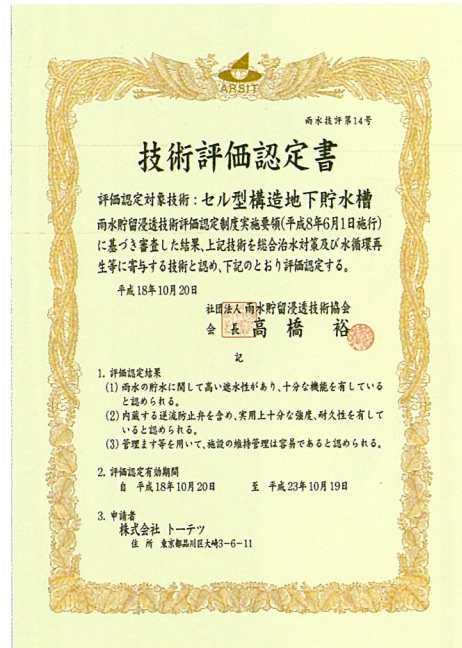 ARSIT
雨水技評第14号
技術評価認定書
評価認定対象技術：セル型構造地下貯水槽
雨水貯留浸透技術評価認定制度実施要領(平成8年6月1日施行)
に基づき審査した結果、上記技術を総合治水対策及び水循環再
生等に寄与する技術と認め、下記のとおり評価認定する。
平成18年10月20日
社団法人 雨水貯留浸透技術協会
会 長 高橋 裕
記
1. 評価認定結果
(1) 雨水の貯水に関して高い遮水性があり、十分な機能を有している
と認められる。
(2) 内蔵する逆流防止弁を含め、実用上十分な強度、耐久性を有して
いると認められる。
(3) 管理ます等を用いて、施設の維持管理は容易であると認められる。
2. 評価認定有効期間
自 平成18年10月20日 至 平成23年10月19日
3. 申請者
株式会社 トーテツ
住 所 東京都品川区大崎3-6-11